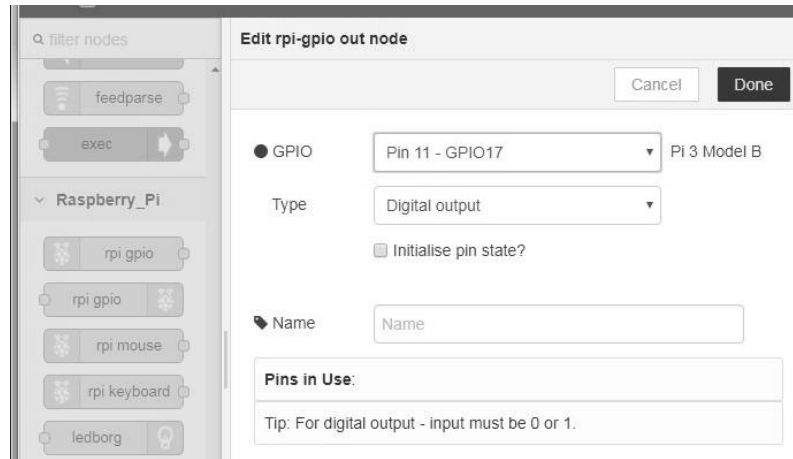 filter nodes
feedparse
exec
Raspberry_Pi
rpi gpio
rpi gpio
rpi mouse
rpi keyboard
ledborg
Edit rpi-gpio out node
Cancel Done
GPIO Pin 11 - GPIO17 Pi 3 Model B
Type Digital output
Initialise pin state?
Name Name
Pins in Use:
Tip: For digital output - input must be 0 or 1.